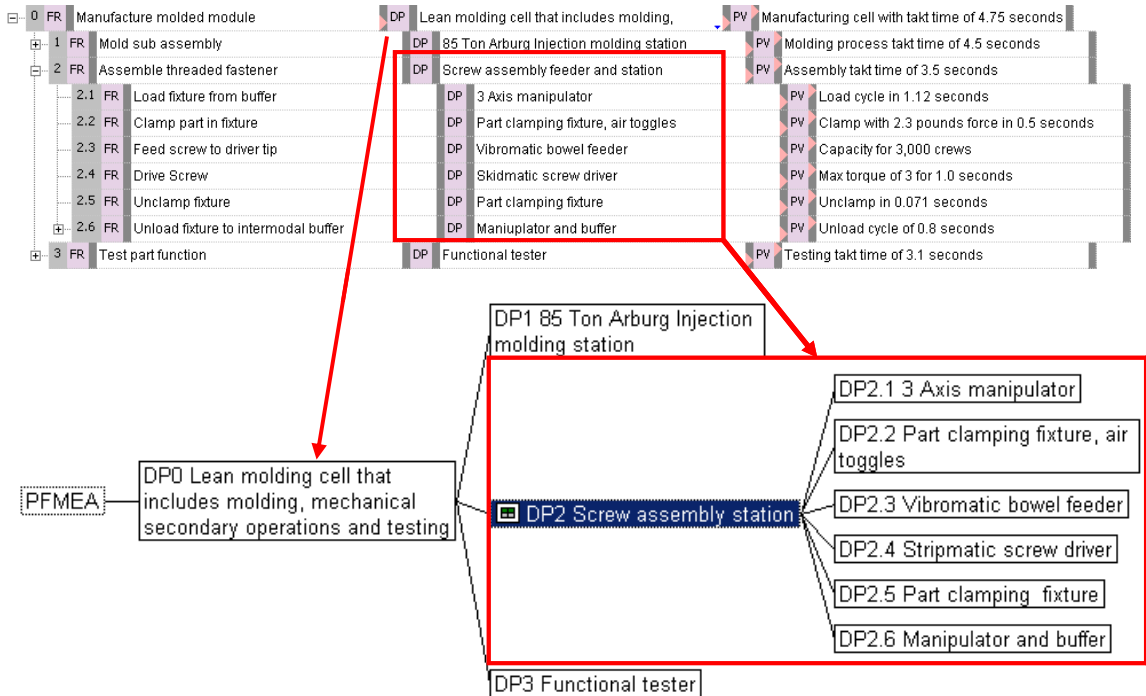 0 FR Manufacture molded module DP Lean molding cell that includes molding, PV Manufacturing cell with takt time of 4.75 seconds
1 FR Mold sub assembly DP 85 Ton Arburg Injection molding station PV Molding process takt time of 4.5 seconds
2 FR Assemble threaded fastener DP Screw assembly feeder and station PV Assembly takt time of 3.5 seconds
2.1 FR Load fixture from buffer DP 3 Axis manipulator PV Load cycle in 1.12 seconds
2.2 FR Clamp part in fixture DP Part clamping fixture, air toggles PV Clamp with 2.3 pounds force in 0.5 seconds
2.3 FR Feed screw to driver tip DP Vibromatic bowel feeder PV Capacity for 3,000 crews
2.4 FR Drive Screw DP Skidmatic screw driver PV Max torque of 3 for 1.0 seconds
2.5 FR Unclamp fixture DP Part clamping fixture PV Unclamp in 0.071 seconds
2.6 FR Unload fixture to intermodal buffer DP Maniuplator and buffer PV Unload cycle of 0.8 seconds
3 FR Test part function DP Functional tester PV Testing takt time of 3.1 seconds
PFMEA
DP0 Lean molding cell that
includes molding, mechanical
secondary operations and testing
DP1 85 Ton Arburg Injection
molding station
DP2 Screw assembly station
DP2.1 3 Axis manipulator
DP2.2 Part clamping fixture, air
toggles
DP2.3 Vibromatic bowel feeder
DP2.4 Stripmatic screw driver
DP2.5 Part clamping fixture
DP2.6 Manipulator and buffer
DP3 Functional tester